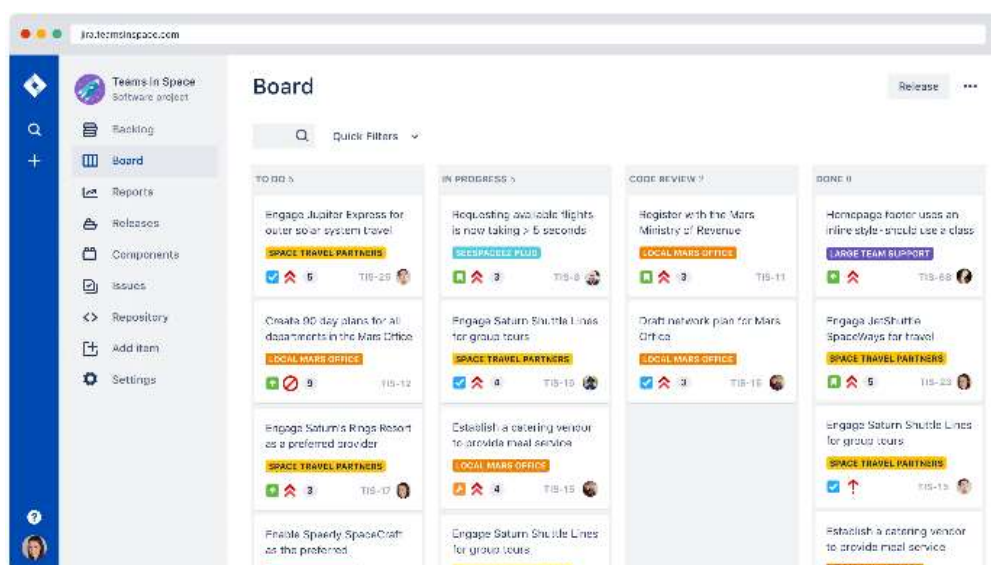 jira.teamsinspace.com
Teams in Space
Software project
Backlog
Board
Reports
Releases
Components
Issues
Repository
Add item
Settings
Board
Release
Quick Filters
TO DO 5
Engage Jupiter Express for
outer solar system travel
SPACE TRAVEL PARTNERS
5
TIS-25
Create 90 day plans for all
departments in the Mars Office
LOCAL MARS OFFICE
9
TIS-12
Engage Saturn's Rings Resort
as a preferred provider
SPACE TRAVEL PARTNERS
3
TIS-17
Enable Speedy SpaceCraft
as the preferred
IN PROGRESS 5
Requesting available flights
is now taking > 5 seconds
SEESPACEEZ PLUS
3
TIS-8
Engage Saturn Shuttle Lines
for group tours
SPACE TRAVEL PARTNERS
4
Establish a catering vendor
to provide meal service
LOCAL MARS OFFICE
4
TIS-15
Engage Saturn Shuttle Lines
for group tours
CODE REVIEW
Register with the Mars
Ministry of Revenue
LOCAL MARS OFFICE
3
TIS-11
Draft network plan for Mars
Office
LOCAL MARS OFFICE
3
DONE
Homepage footer uses an
inline style - should use a class
LARGE TEAM SUPPORT
TIS-68
Engage JetShuttle
SpaceWays for travel
SPACE TRAVEL PARTNERS
5
TIS-23
Engage Saturn Shuttle Lines
for group tours
SPACE TRAVEL PARTNERS
TIS-15
Establish a catering vendor
to provide meal service